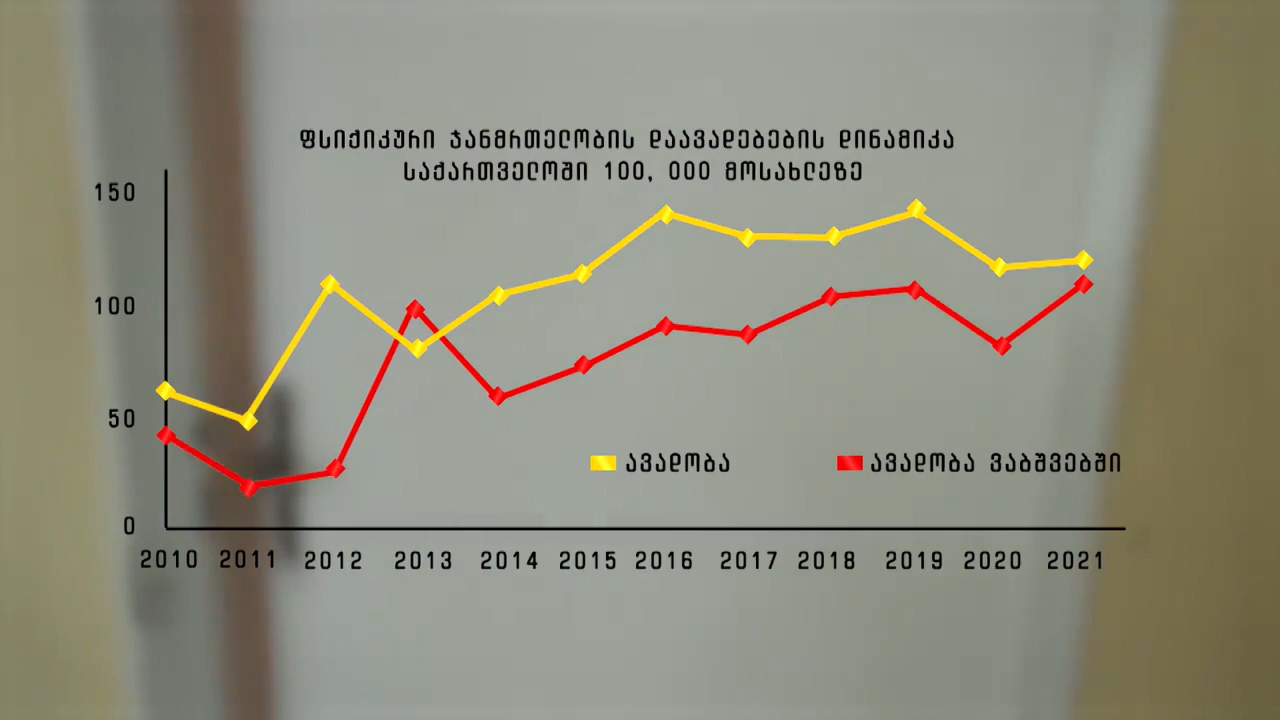 ფსიქიკური ჯანმრთელობის დაავადებების დინამიკა
საქართველოში 100, 000 მოსახლეზე
150
100
50
0
ავადობა
ავადობა ბავშვებში
2010 2011 2012 2013 2014 2015 2016 2017 2018 2019 2020 2021